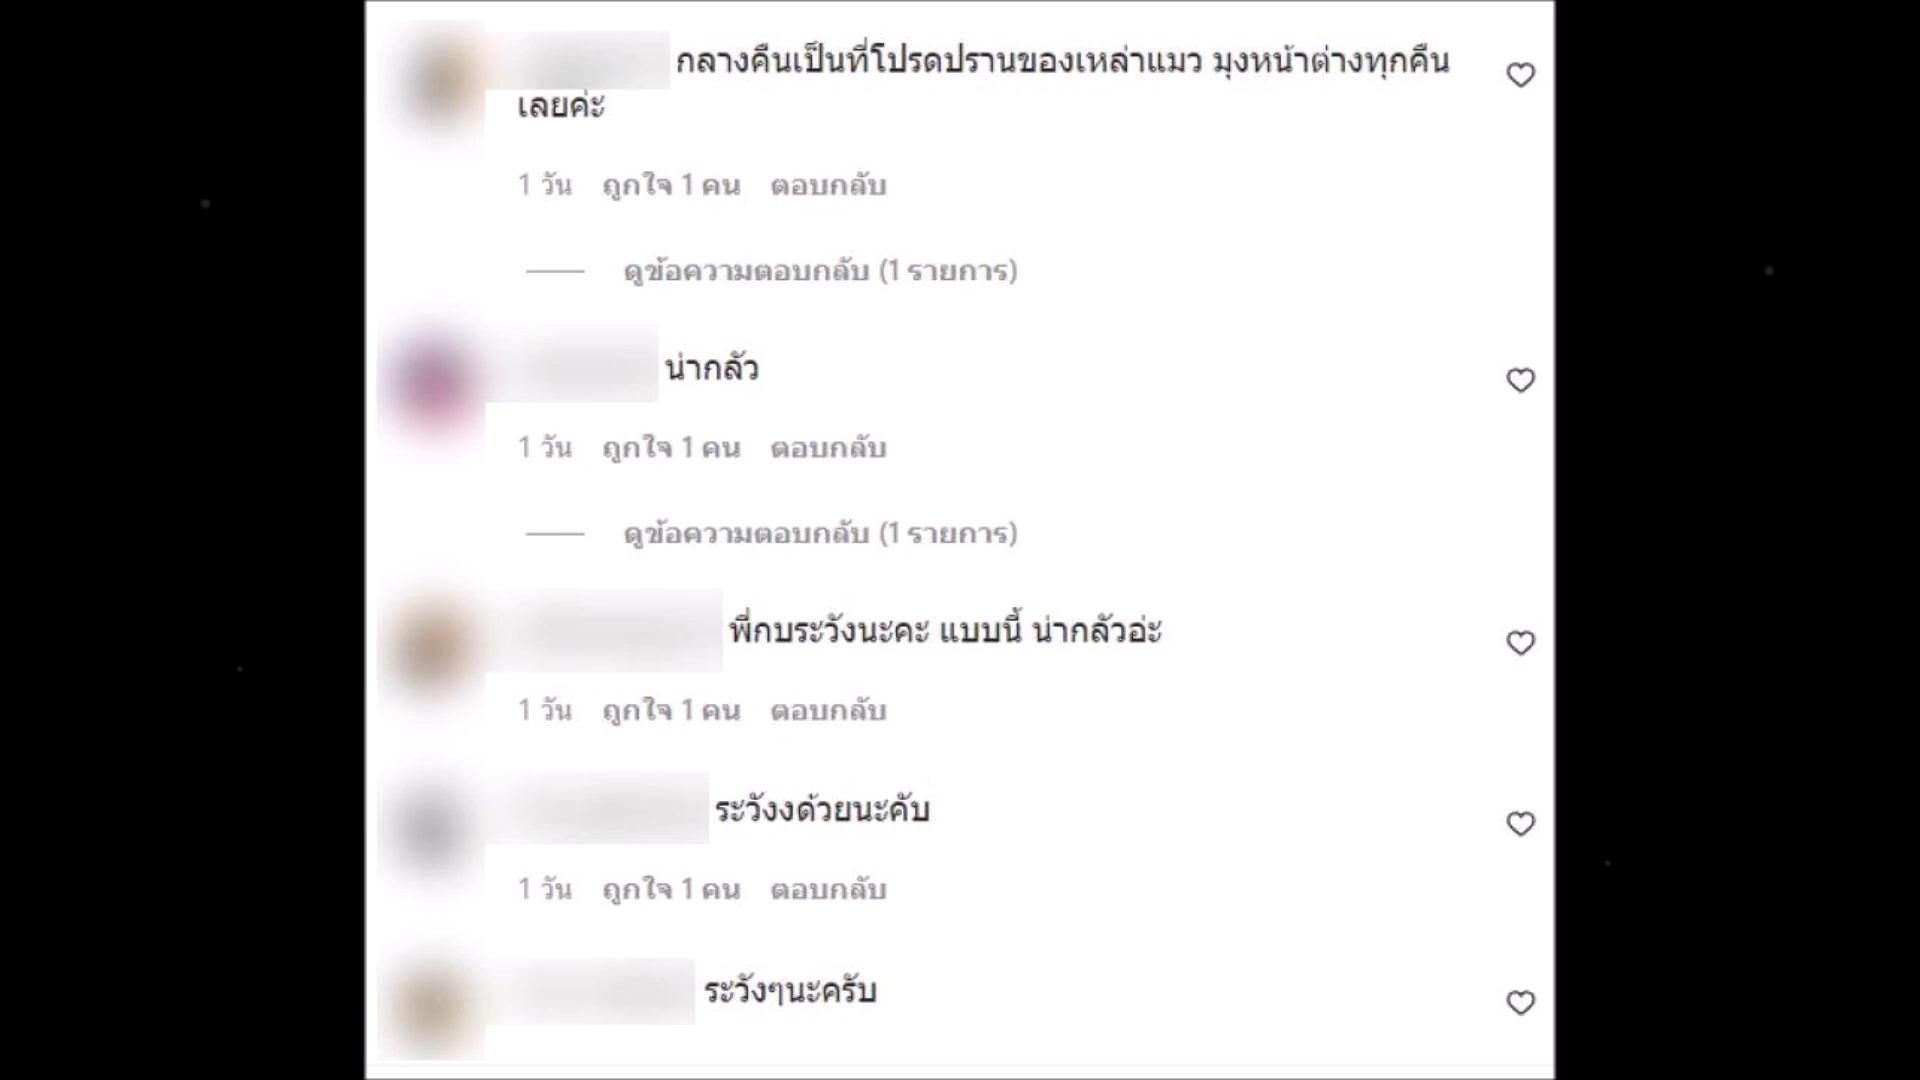 กลางคืนเป็นที่โปรดปรานของเหล่าแมว มุงหน้าต่างทุกคืน
เลยค่ะ
1 วัน ถูกใจ 1 คน ตอบกลับ
ดูข้อความตอบกลับ (1 รายการ)
น่ากลัว
1 วัน ถูกใจ 1 คน ตอบกลับ
ดูข้อความตอบกลับ (1 รายการ)
พี่กบระวังนะคะ แบบนี้ น่ากลัวอ่ะ
1 วัน ถูกใจ 1 คน ตอบกลับ
ระวังงด้วยนะคับ
1 วัน ถูกใจ 1 คน ตอบกลับ
ระวังๆนะครับ